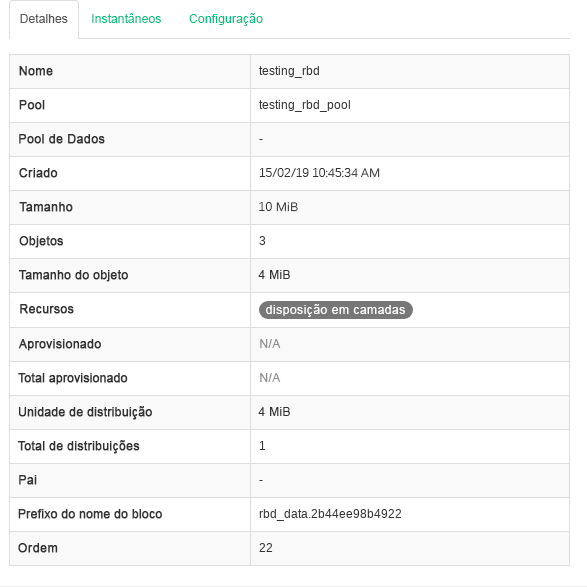 Detalhes Instantâneos Configuração
Nome testing_rbd
Pool testing_rbd_pool
Pool de Dados -
Criado 15/02/19 10:45:34 AM
Tamanho 10 MiB
Objetos 3
Tamanho do objeto 4 MiB
Recursos disposição em camadas
Aprovisionado N/A
Total aprovisionado N/A
Unidade de distribuição 4 MiB
Total de distribuições 1
Pai -
Prefixo do nome do bloco rbd_data.2b44ee98b4922
Ordem 22